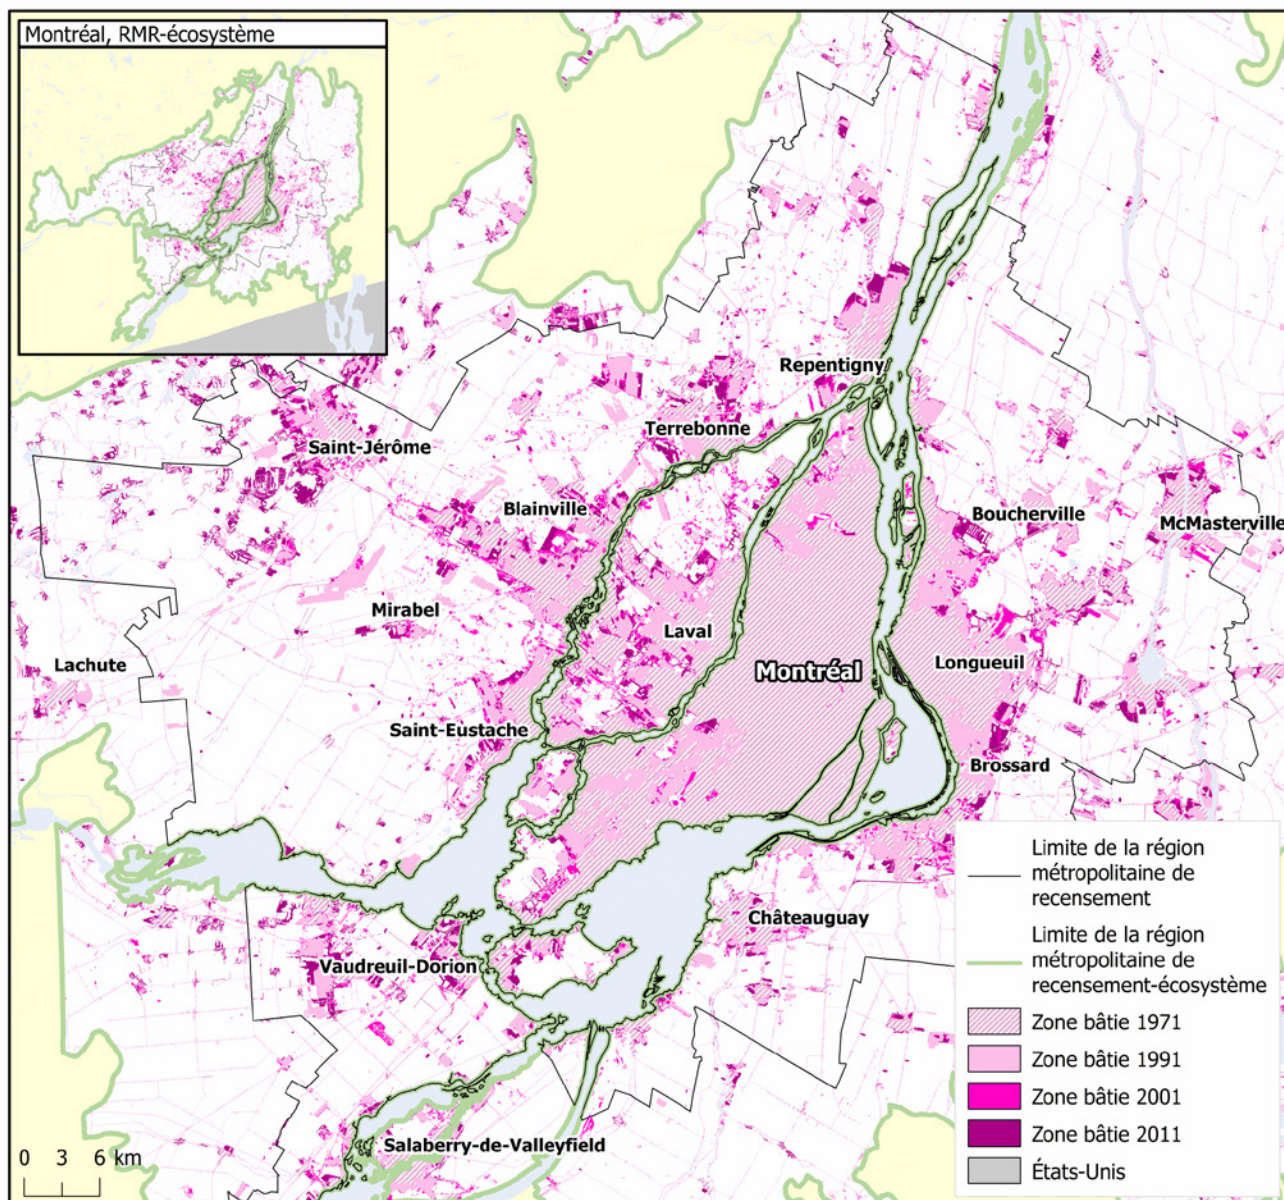 Montréal, RMR-écosystème
Repentigny
Terrebonne
Saint-Jérôme
Blainville
Boucherville
McMasterville
Mirabel
Laval
Lachute
Montréal
Longueuil
Saint-Eustache
Brossard
Châteauguay
Vaudreuil-Dorion
Salaberry-de-Valleyfield
0 3 6 km
Limite de la région
métropolitaine de
recensement
Limite de la région
métropolitaine de
recensement-écosystème
Zone bâtie 1971
Zone bâtie 1991
Zone bâtie 2001
Zone bâtie 2011
États-Unis